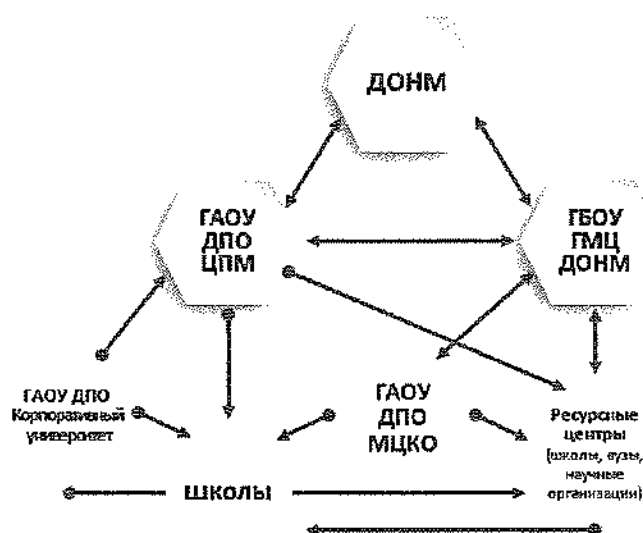 ДОНМ
ГАОУ
ДПО
ЦПМ
ГБОУ
ГМЦ
ДОНМ
ГАОУ ДПО
Корпоративный
университет
ГАОУ
ДПО
МЦКО
Ресурсные
центры
(школы, вузы,
научные
организации)
ШКОЛЫ